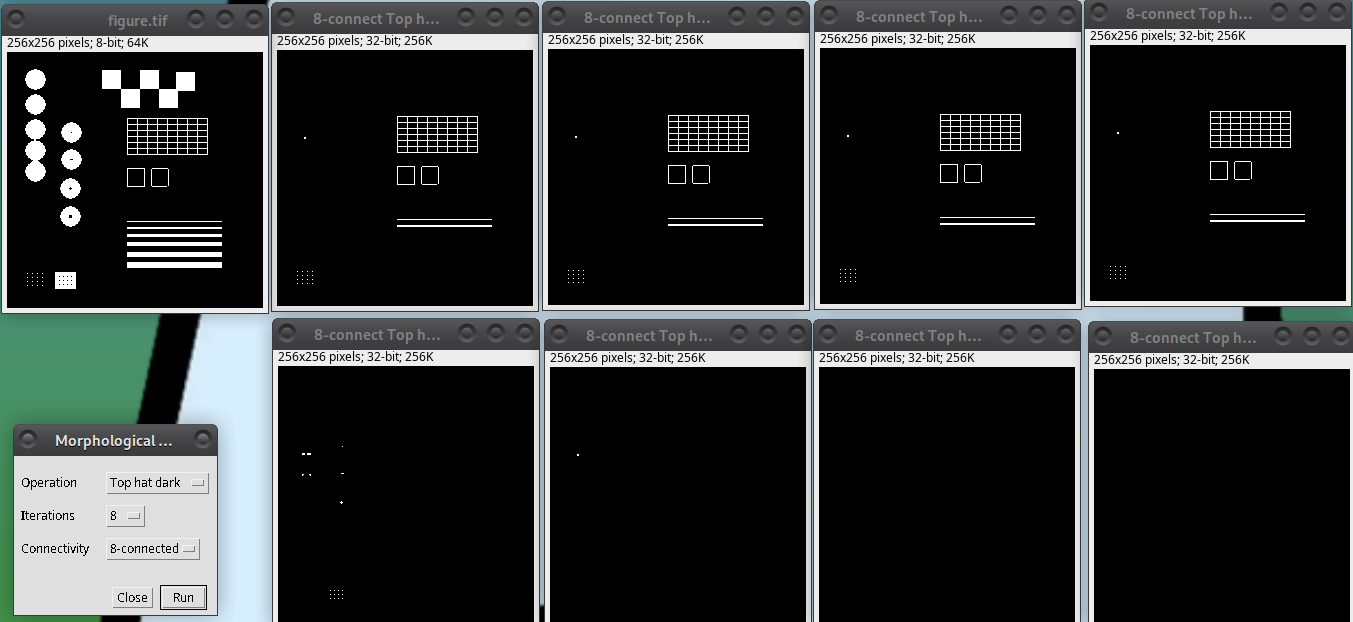 figure.tif
256x256 pixels; 8-bit; 64K
8-connect Top h...
256x256 pixels; 32-bit; 256K
8-connect Top h...
256x256 pixels; 32-bit; 256K
8-connect Top h...
256x256 pixels; 32-bit; 256K
8-connect Top h...
256x256 pixels; 32-bit; 256K
8-connect Top h...
256x256 pixels; 32-bit; 256K
8-connect Top h...
256x256 pixels; 32-bit; 256K
8-connect Top h...
256x256 pixels; 32-bit; 256K
8-connect Top h...
256x256 pixels; 32-bit; 256K
Morphological ...
Operation Top hat dark
Iterations 8
Connectivity 8-connected
Close Run